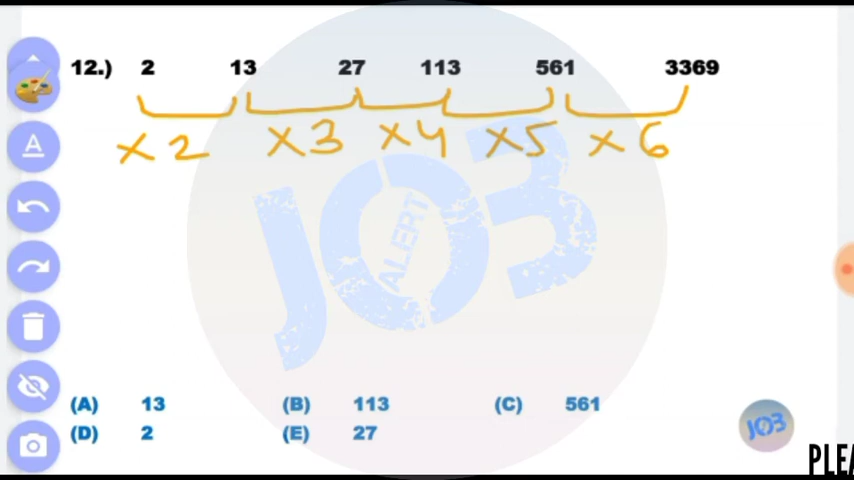 12.) 2 13 27 113 561 3369
×2 ×3 ×4 ×5 ×6
JOB
ALERT
(A) 13 (B) 113 (C) 561
(D) 2 (E) 27
JOB
A